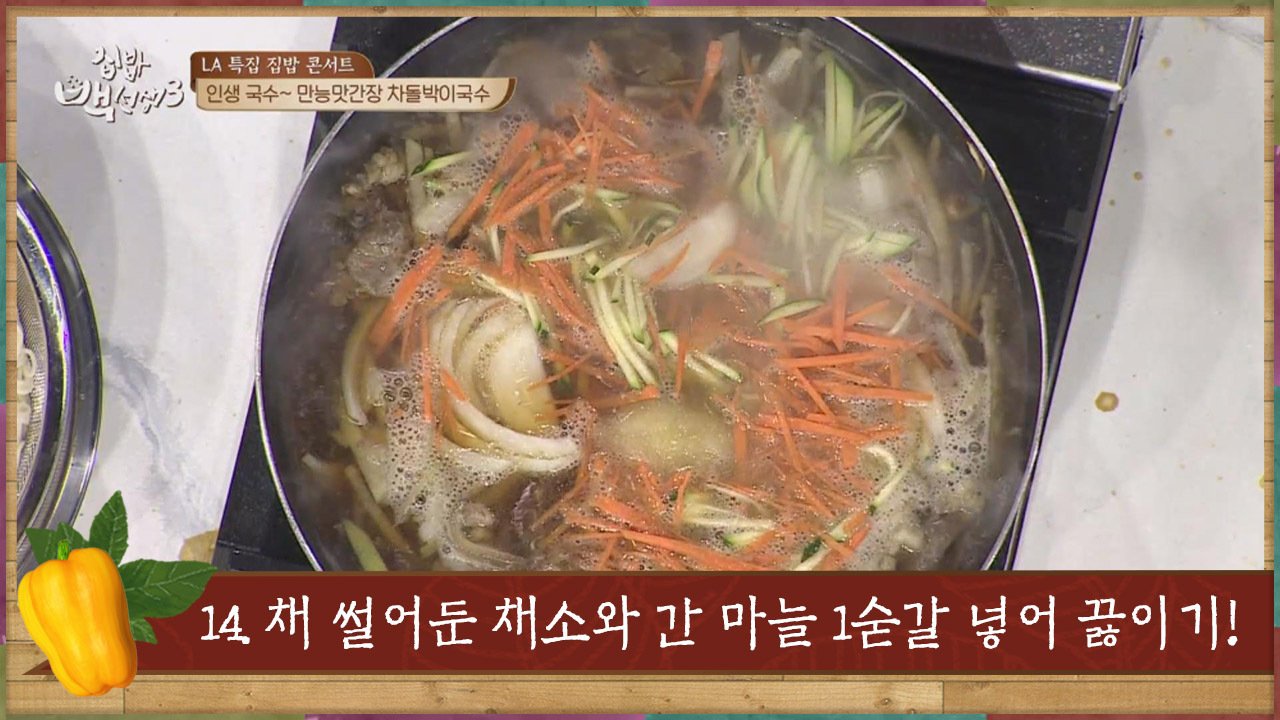 집밥
백선생3
LA 특집 집밥 콘서트
인생 국수~ 만능맛간장 차돌박이국수
14. 채 썰어둔 채소와 간 마늘 1숟갈 넣어 끓이기!